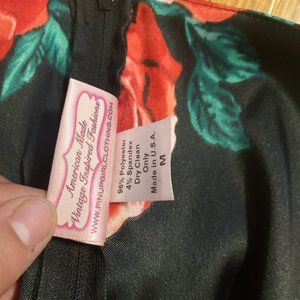 American Made
Vintage Inspired Fashions
WWW.PINUPGIRLCLOTHING.COM
96% Polyester
4% Spandex
Dry Clean
Only
Made in U.S.A.
M